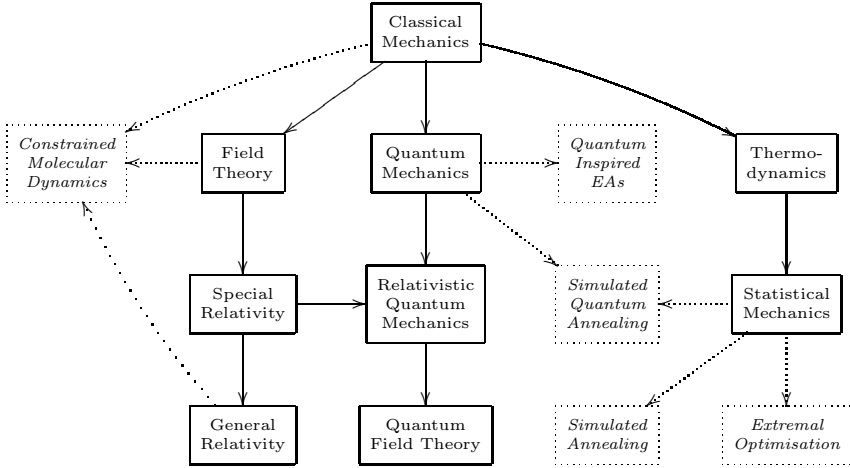 Classical
Mechanics
Constrained
Molecular
Dynamics
Field
Theory
Quantum
Mechanics
Quantum
Inspired
EAs
Thermo-
dynamics
Special
Relativity
Relativistic
Quantum
Mechanics
Simulated
Quantum
Annealing
Statistical
Mechanics
General
Relativity
Quantum
Field Theory
Simulated
Annealing
Extremal
Optimisation